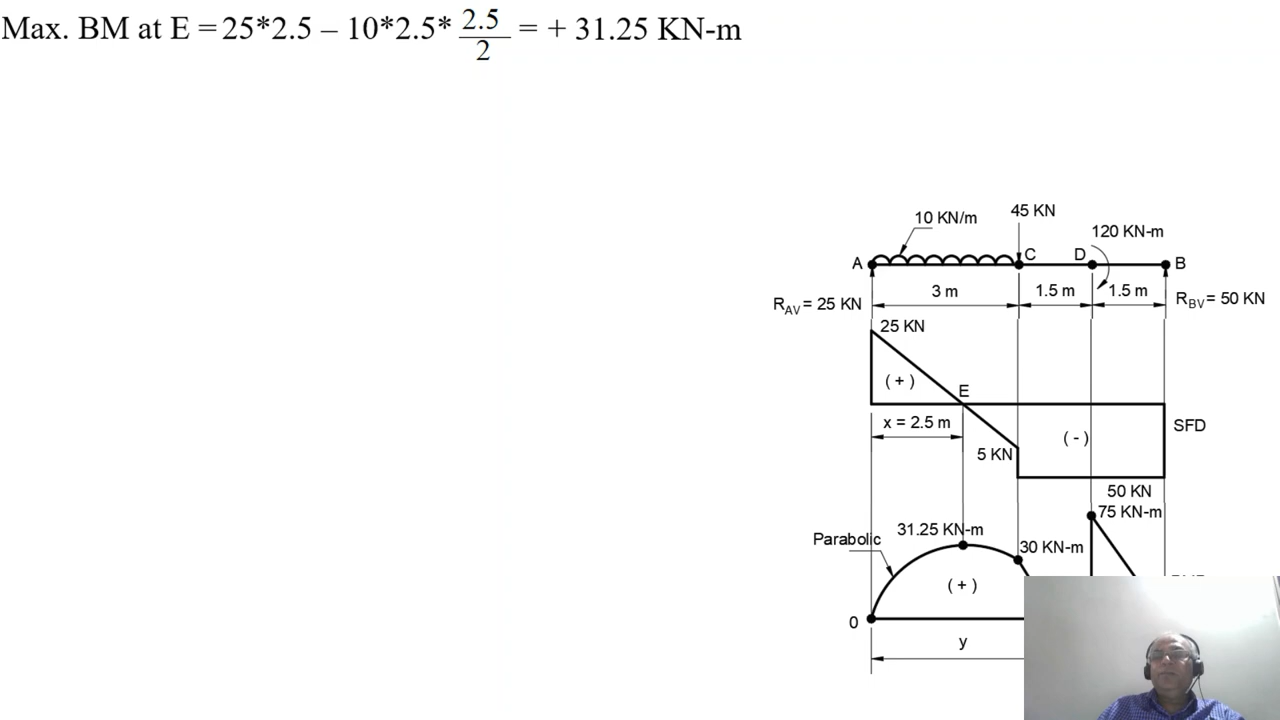 Max. BM at E = 25*2.5 – 10*2.5* 2.5/2 = + 31.25 KN-m
45 KN
10 KN/m
120 KN-m
A
C
D
B
3 m
1.5 m
1.5 m
R_AV = 25 KN
R_BV = 50 KN
25 KN
( + )
E
x = 2.5 m
SFD
( - )
5 KN
50 KN
75 KN-m
31.25 KN-m
Parabolic
30 KN-m
( + )
0
y